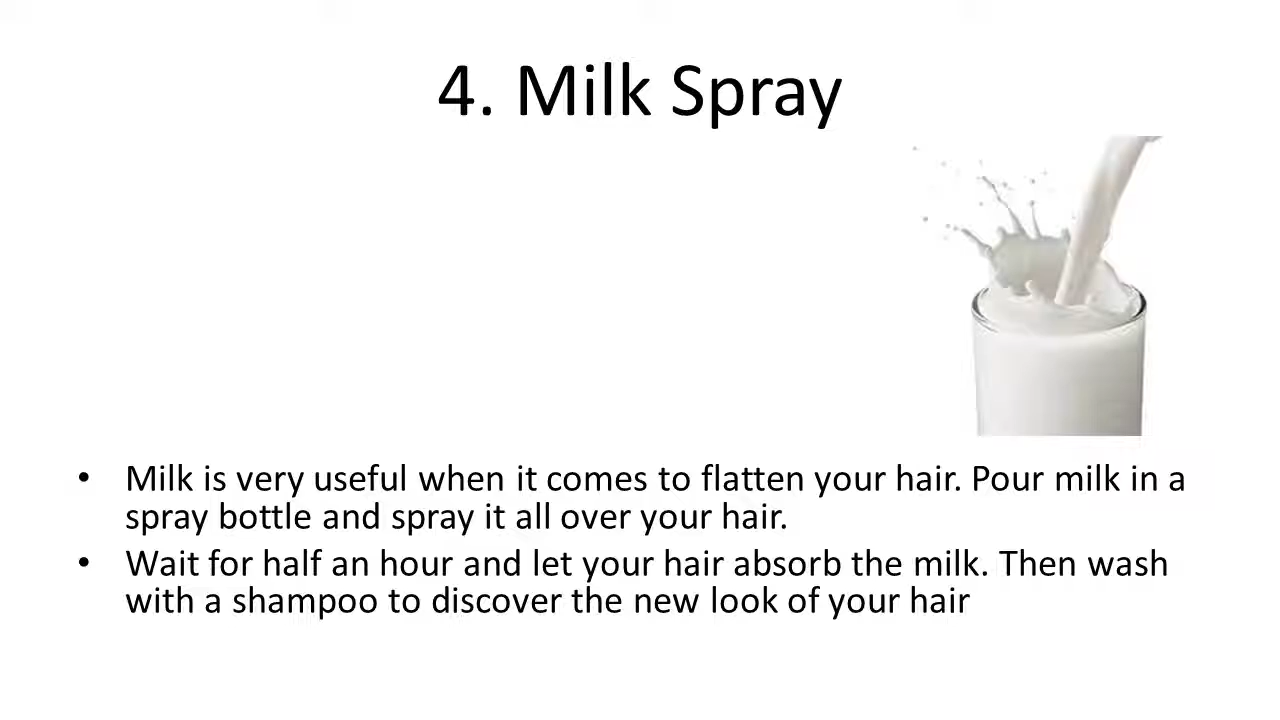 4. Milk Spray
• Milk is very useful when it comes to flatten your hair. Pour milk in a
spray bottle and spray it all over your hair.
• Wait for half an hour and let your hair absorb the milk. Then wash
with a shampoo to discover the new look of your hair